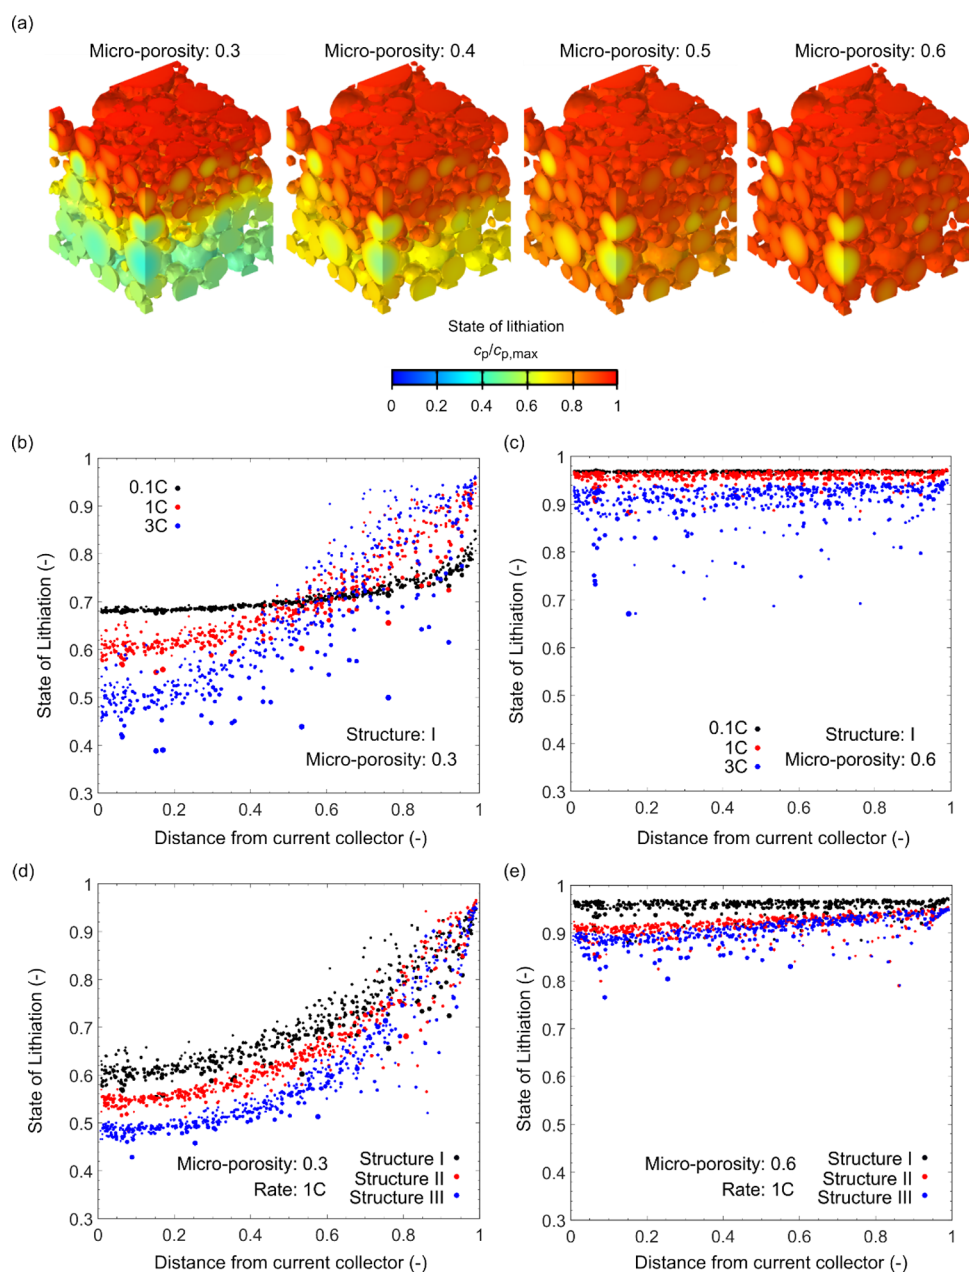 (a)
Micro-porosity: 0.3
Micro-porosity: 0.4
Micro-porosity: 0.5
Micro-porosity: 0.6
State of lithiation
cp/cp,max
0 0.2 0.4 0.6 0.8 1
(b)
1
0.9
0.8
0.7
0.6
0.5
0.4
0.3
State of Lithiation (-)
0.1C
1C
3C
Structure: I
Micro-porosity: 0.3
0 0.2 0.4 0.6 0.8 1
Distance from current collector (-)
(c)
1
0.9
0.8
0.7
0.6
0.5
0.4
0.3
State of Lithiation (-)
0.1C
1C
3C
Structure: I
Micro-porosity: 0.6
0 0.2 0.4 0.6 0.8 1
Distance from current collector (-)
(d)
1
0.9
0.8
0.7
0.6
0.5
0.4
0.3
State of Lithiation (-)
Micro-porosity: 0.3
Rate: 1C
Structure I
Structure II
Structure III
0 0.2 0.4 0.6 0.8 1
Distance from current collector (-)
(e)
1
0.9
0.8
0.7
0.6
0.5
0.4
0.3
State of Lithiation (-)
Micro-porosity: 0.6
Rate: 1C
Structure I
Structure II
Structure III
0 0.2 0.4 0.6 0.8 1
Distance from current collector (-)